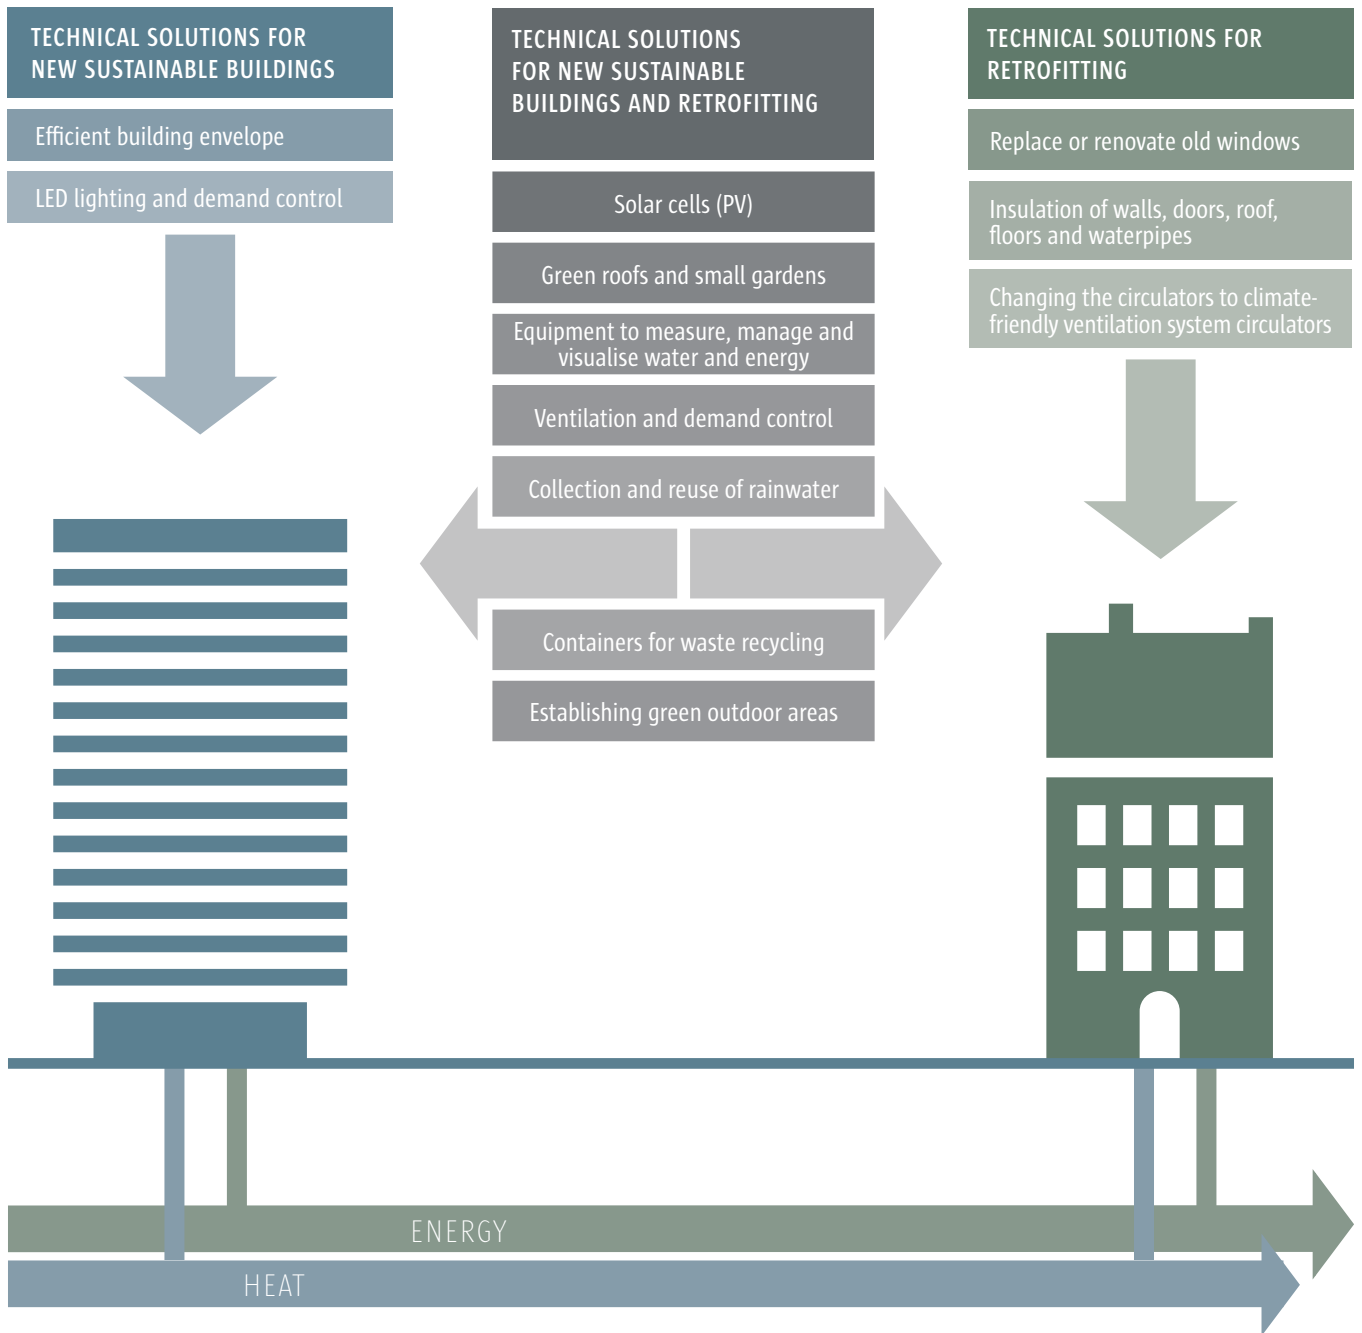 TECHNICAL SOLUTIONS FOR
NEW SUSTAINABLE BUILDINGS
Efficient building envelope
LED lighting and demand control
TECHNICAL SOLUTIONS
FOR NEW SUSTAINABLE
BUILDINGS AND RETROFITTING
Solar cells (PV)
Green roofs and small gardens
Equipment to measure, manage and
visualise water and energy
Ventilation and demand control
Collection and reuse of rainwater
Containers for waste recycling
Establishing green outdoor areas
TECHNICAL SOLUTIONS FOR
RETROFITTING
Replace or renovate old windows
Insulation of walls, doors, roof,
floors and waterpipes
Changing the circulators to climate-
friendly ventilation system circulators
ENERGY
HEAT